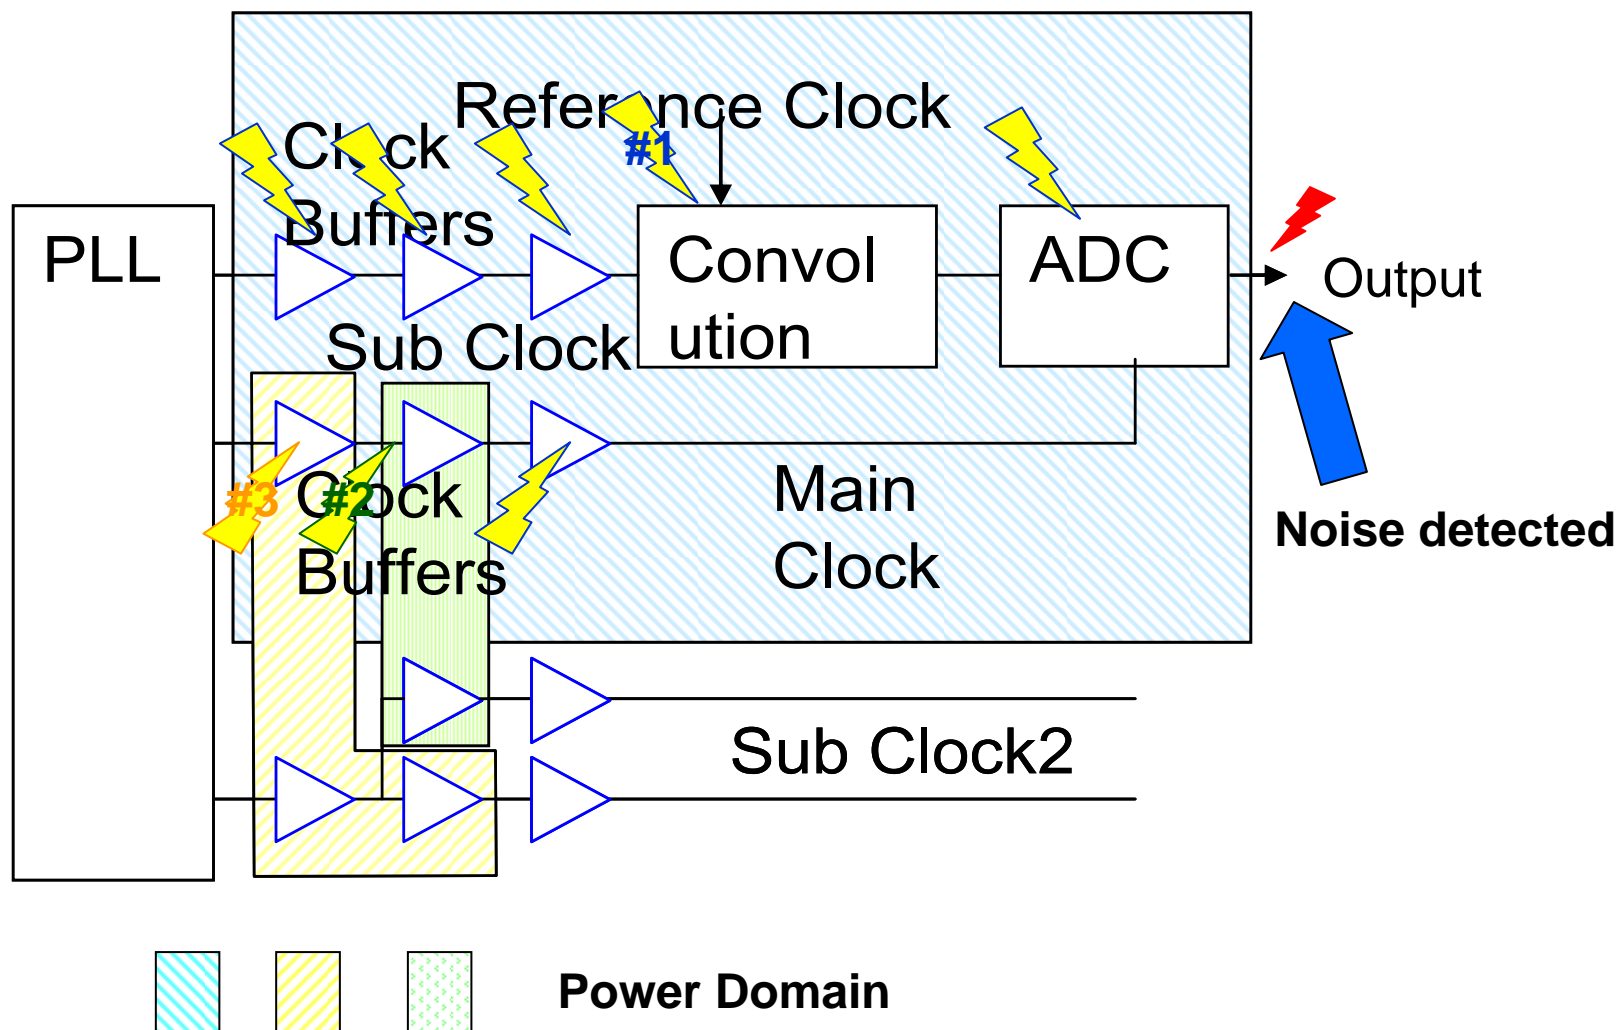 Reference Clock
#1
Clock
Buffers
PLL
Convol
ution
ADC
Output
Sub Clock
#3
#2
Clock
Buffers
Main
Clock
Noise detected
Sub Clock2
Power Domain